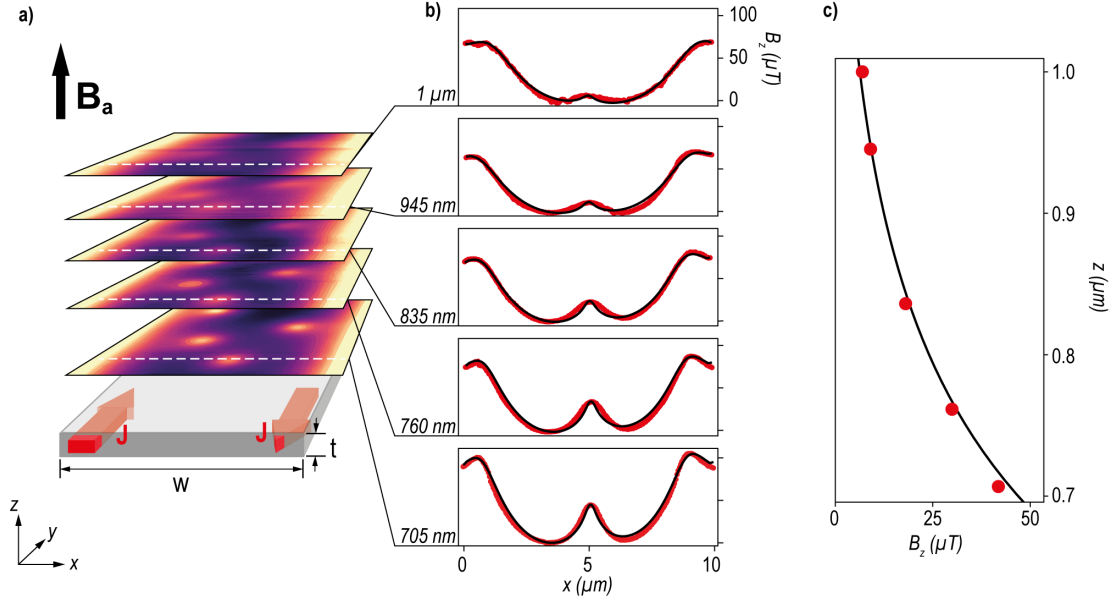 a)
B_a
J
J
t
w
z
y
x
b)
1 µm
945 nm
835 nm
760 nm
705 nm
100
50
0
B_z (µT)
0
5
10
x (µm)
c)
1.0
0.9
0.8
0.7
z (µm)
0
25
50
B_z (µT)